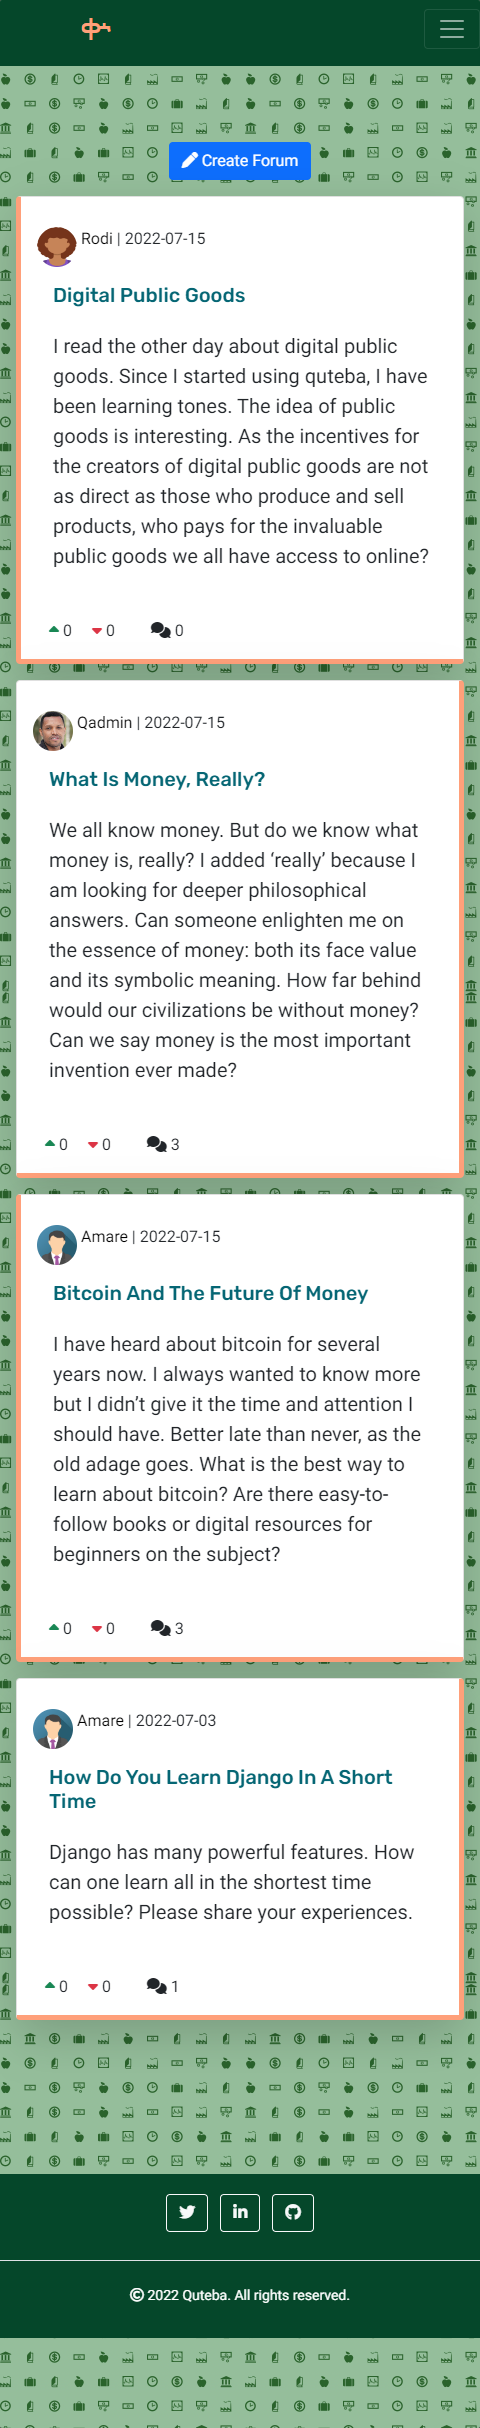 ቍ
Create Forum
Rodi | 2022-07-15
Digital Public Goods
I read the other day about digital public
goods. Since I started using quteba, I have
been learning tones. The idea of public
goods is interesting. As the incentives for
the creators of digital public goods are not
as direct as those who produce and sell
products, who pays for the invaluable
public goods we all have access to online?
0 0 0
Qadmin | 2022-07-15
What Is Money, Really?
We all know money. But do we know what
money is, really? I added ‘really’ because I
am looking for deeper philosophical
answers. Can someone enlighten me on
the essence of money: both its face value
and its symbolic meaning. How far behind
would our civilizations be without money?
Can we say money is the most important
invention ever made?
0 0 3
Amare | 2022-07-15
Bitcoin And The Future Of Money
I have heard about bitcoin for several
years now. I always wanted to know more
but I didn’t give it the time and attention I
should have. Better late than never, as the
old adage goes. What is the best way to
learn about bitcoin? Are there easy-to-
follow books or digital resources for
beginners on the subject?
0 0 3
Amare | 2022-07-03
How Do You Learn Django In A Short
Time
Django has many powerful features. How
can one learn all in the shortest time
possible? Please share your experiences.
0 0 1
© 2022 Quteba. All rights reserved.